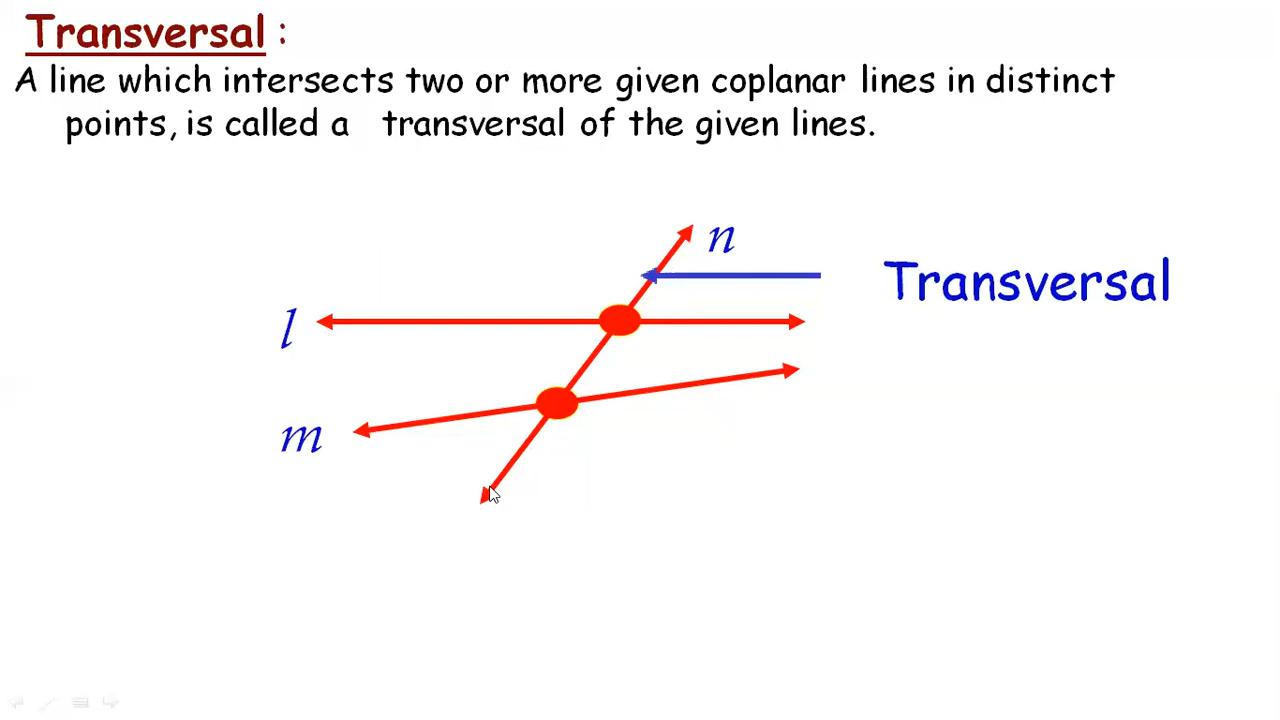 Transversal :
A line which intersects two or more given coplanar lines in distinct
points, is called a transversal of the given lines.
n
Transversal
l
m